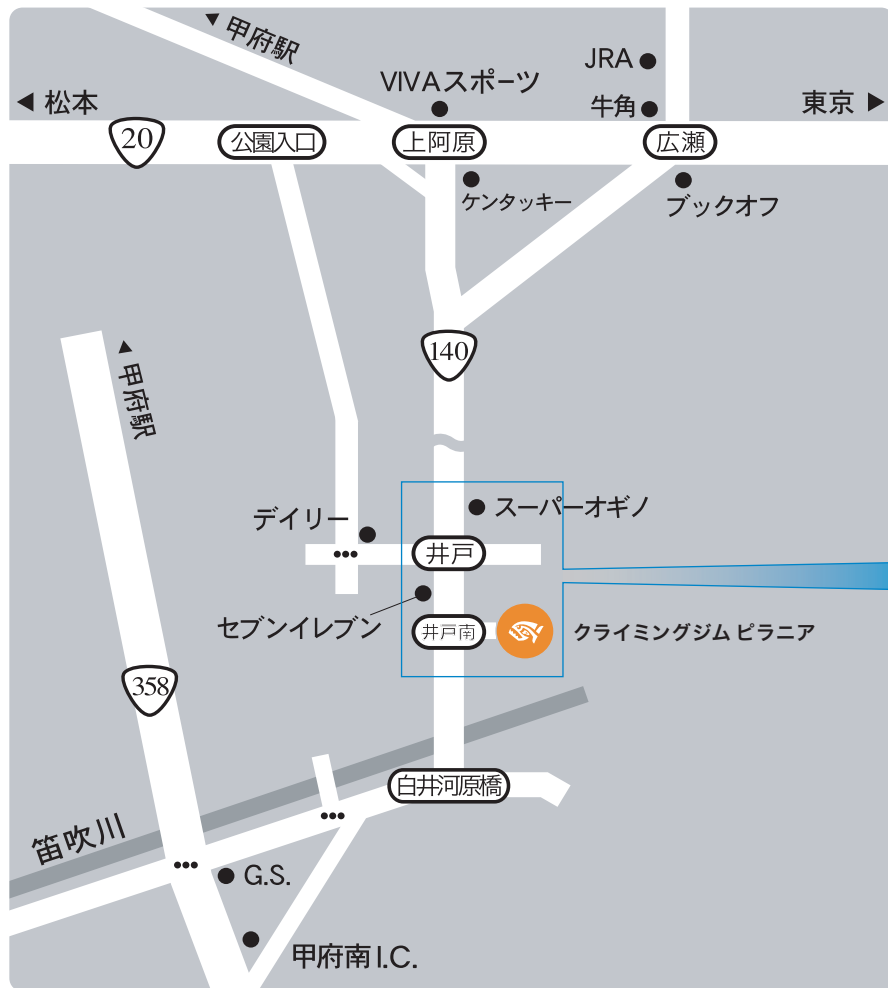 甲府駅
JRA
VIVAスポーツ
松本
牛角
東京
20
公園入口
上阿原
広瀬
ケンタッキー
ブックオフ
140
甲府駅
スーパーオギノ
デイリー
井戸
セブンイレブン
井戸南
クライミングジム ピラニア
358
白井河原橋
笛吹川
G.S.
甲府南 I.C.